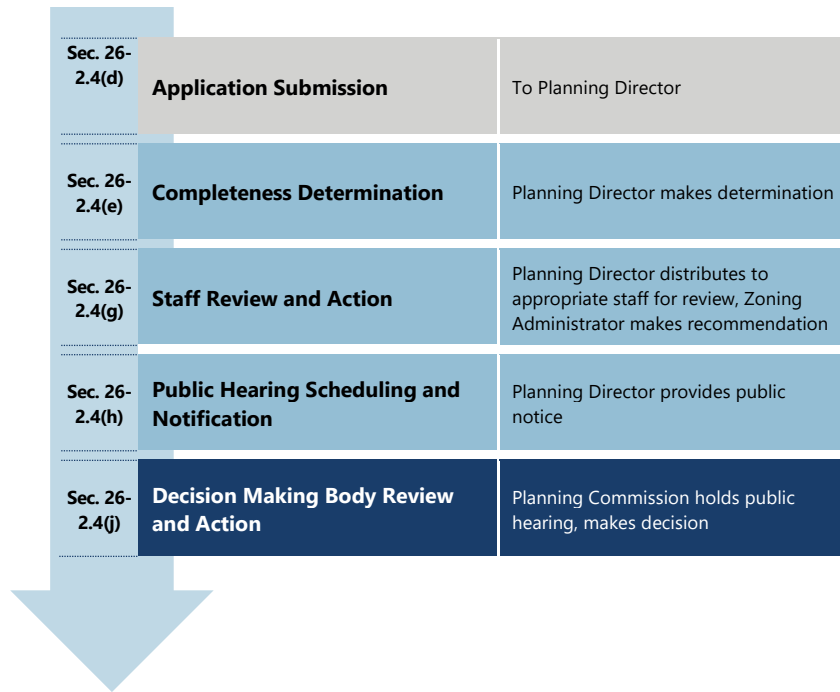 Sec. 26-
2.4(d)
Application Submission
To Planning Director
Sec. 26-
2.4(e)
Completeness Determination
Planning Director makes determination
Sec. 26-
2.4(g)
Staff Review and Action
Planning Director distributes to
appropriate staff for review, Zoning
Administrator makes recommendation
Sec. 26-
2.4(h)
Public Hearing Scheduling and
Notification
Planning Director provides public
notice
Sec. 26-
2.4(j)
Decision Making Body Review
and Action
Planning Commission holds public
hearing, makes decision